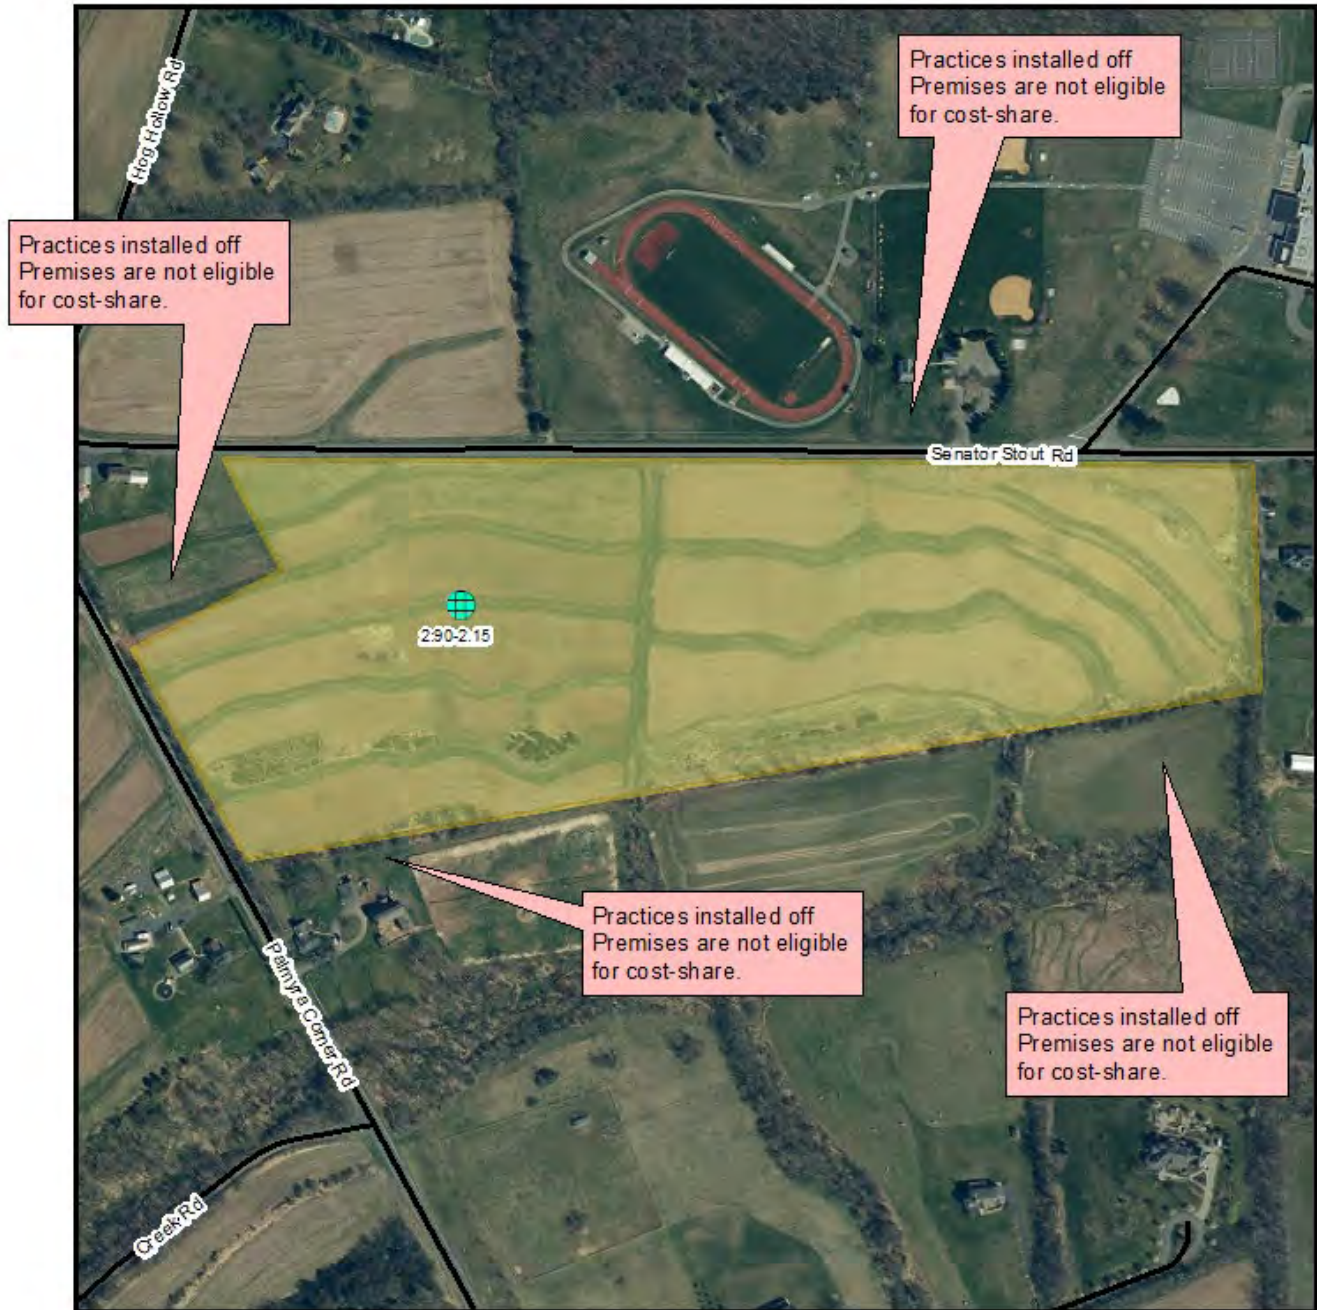 Hog Hollow Rd
Practices installed off
Premises are not eligible
for cost-share.
Practices installed off
Premises are not eligible
for cost-share.
Senator Stout Rd
2.90-2.15
Practices installed off
Premises are not eligible
for cost-share.
Palmyra Corner Rd
Practices installed off
Premises are not eligible
for cost-share.
Creek Rd